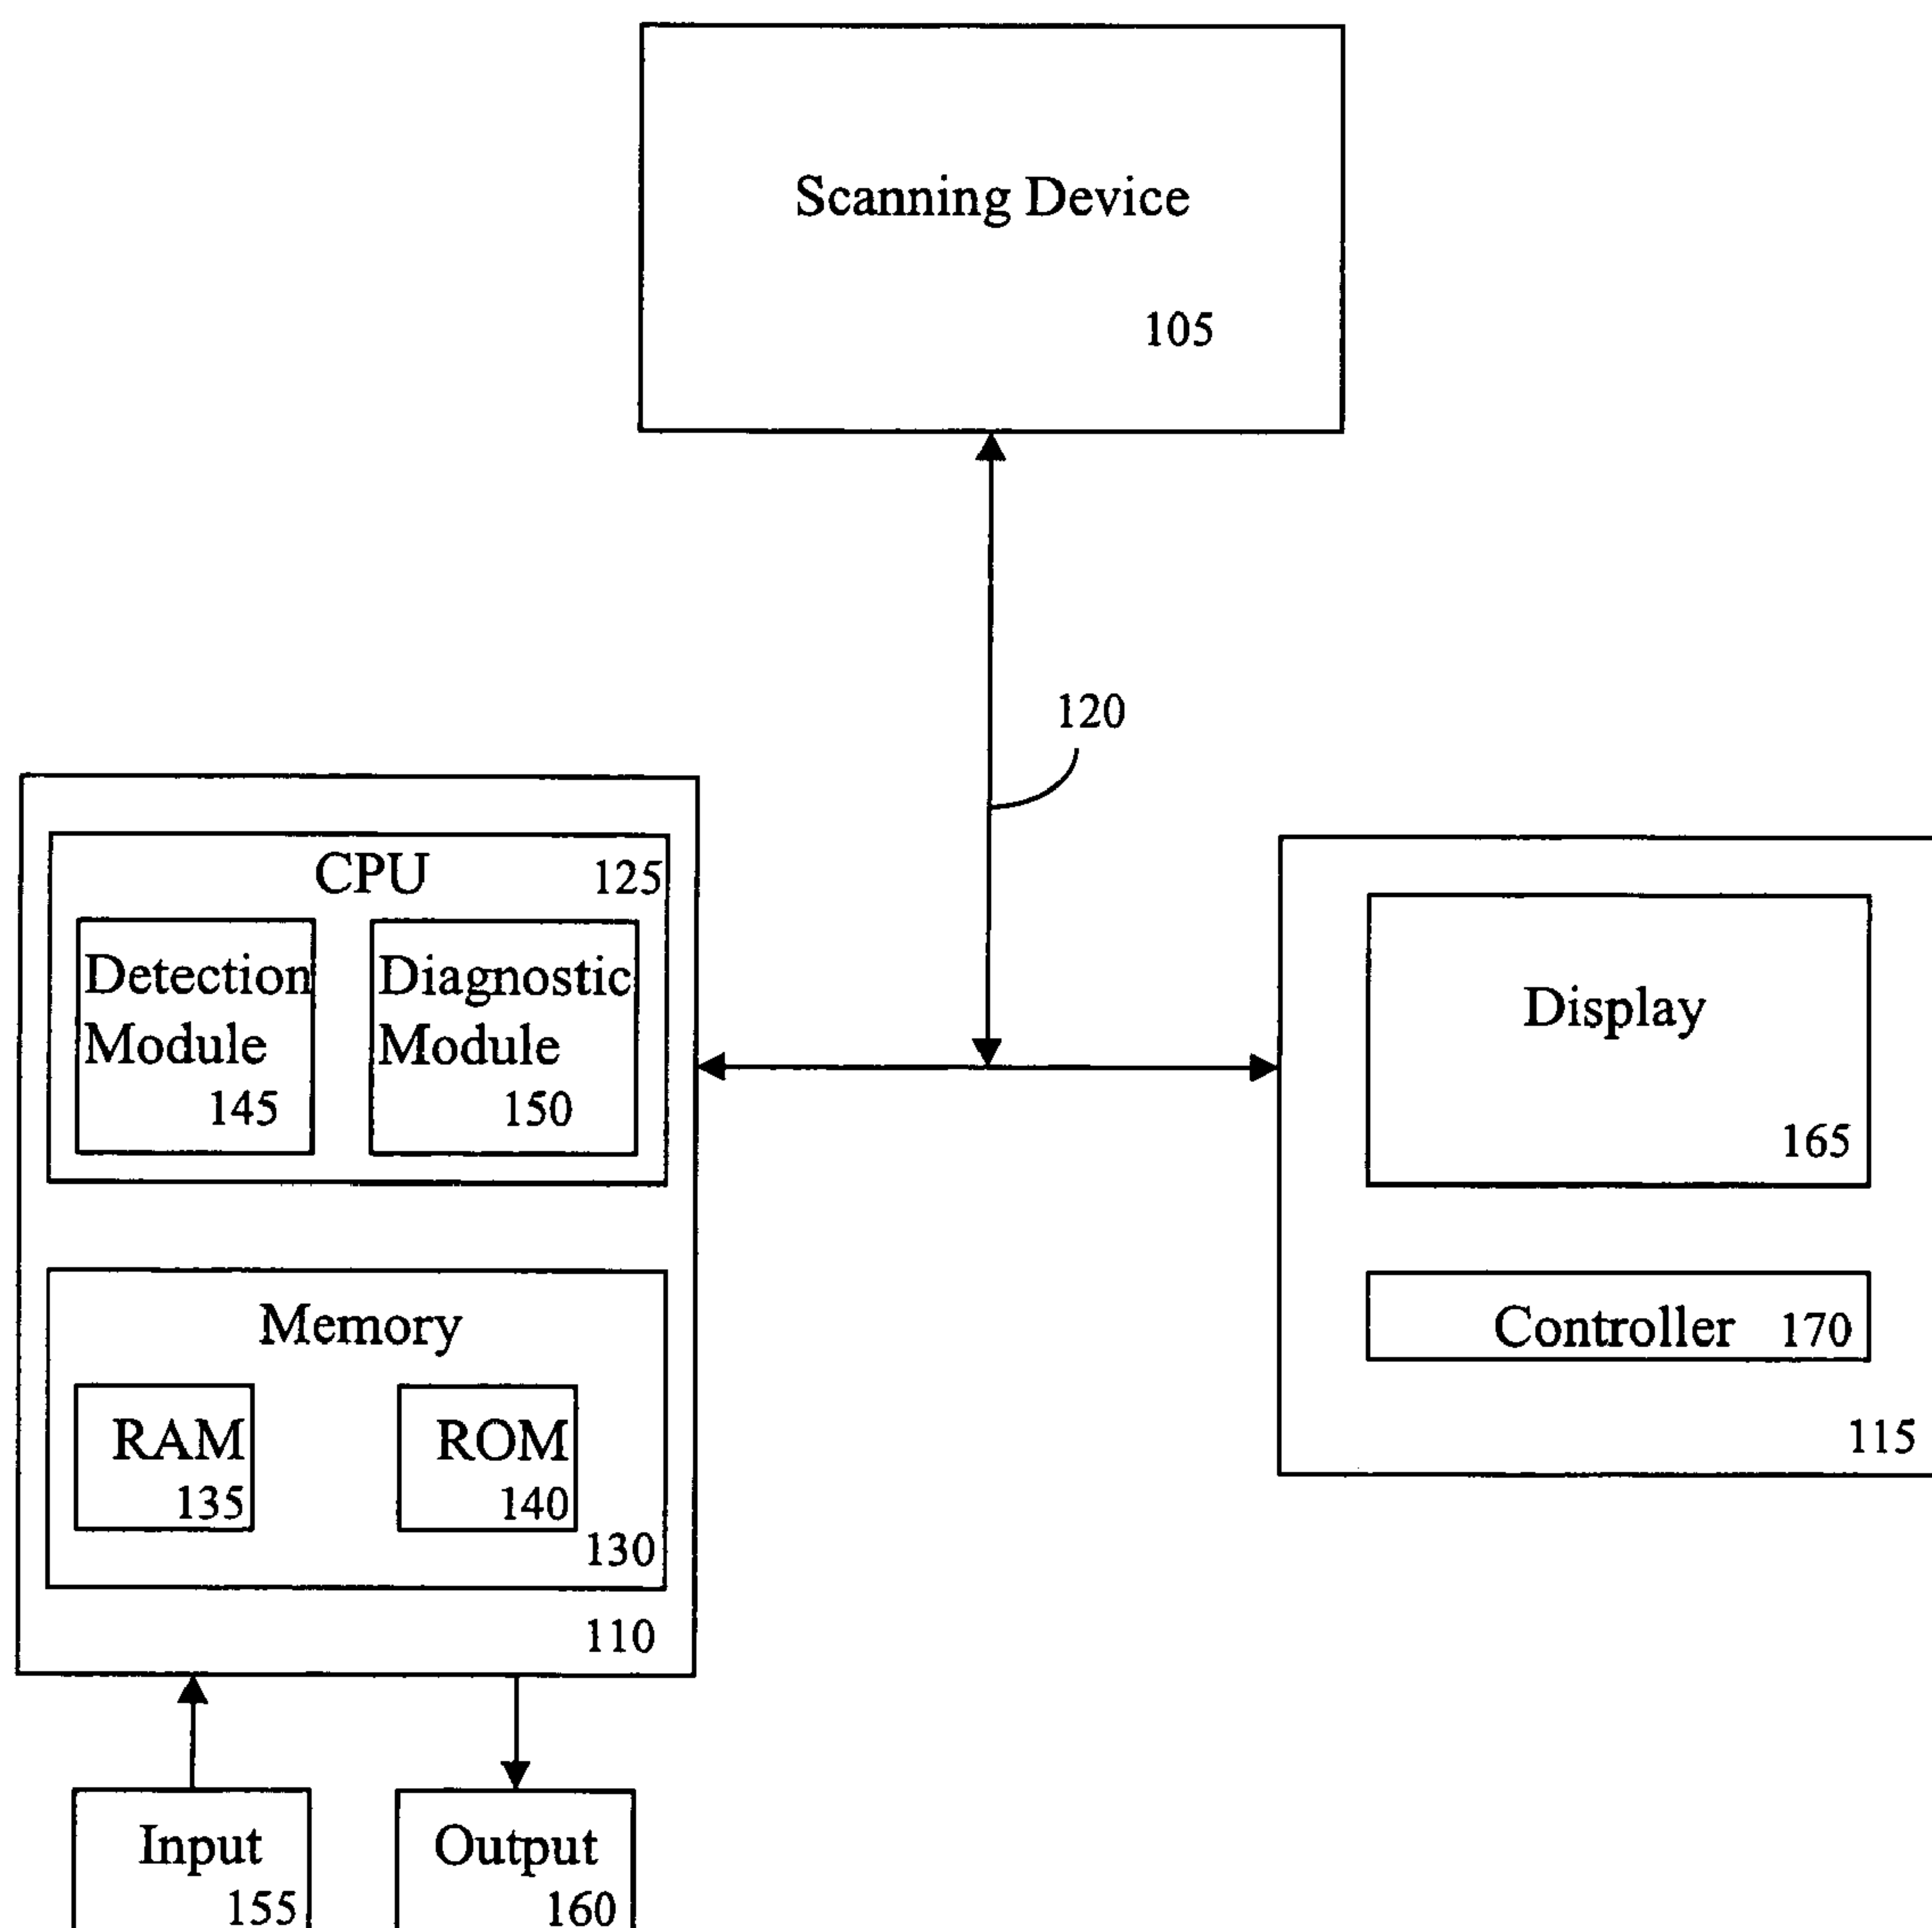 Scanning Device
105
120
CPU 125
Detection
Module
145
Diagnostic
Module
150
Memory
RAM
135
ROM
140
130
110
Input
155
Output
160
Display
165
Controller 170
115